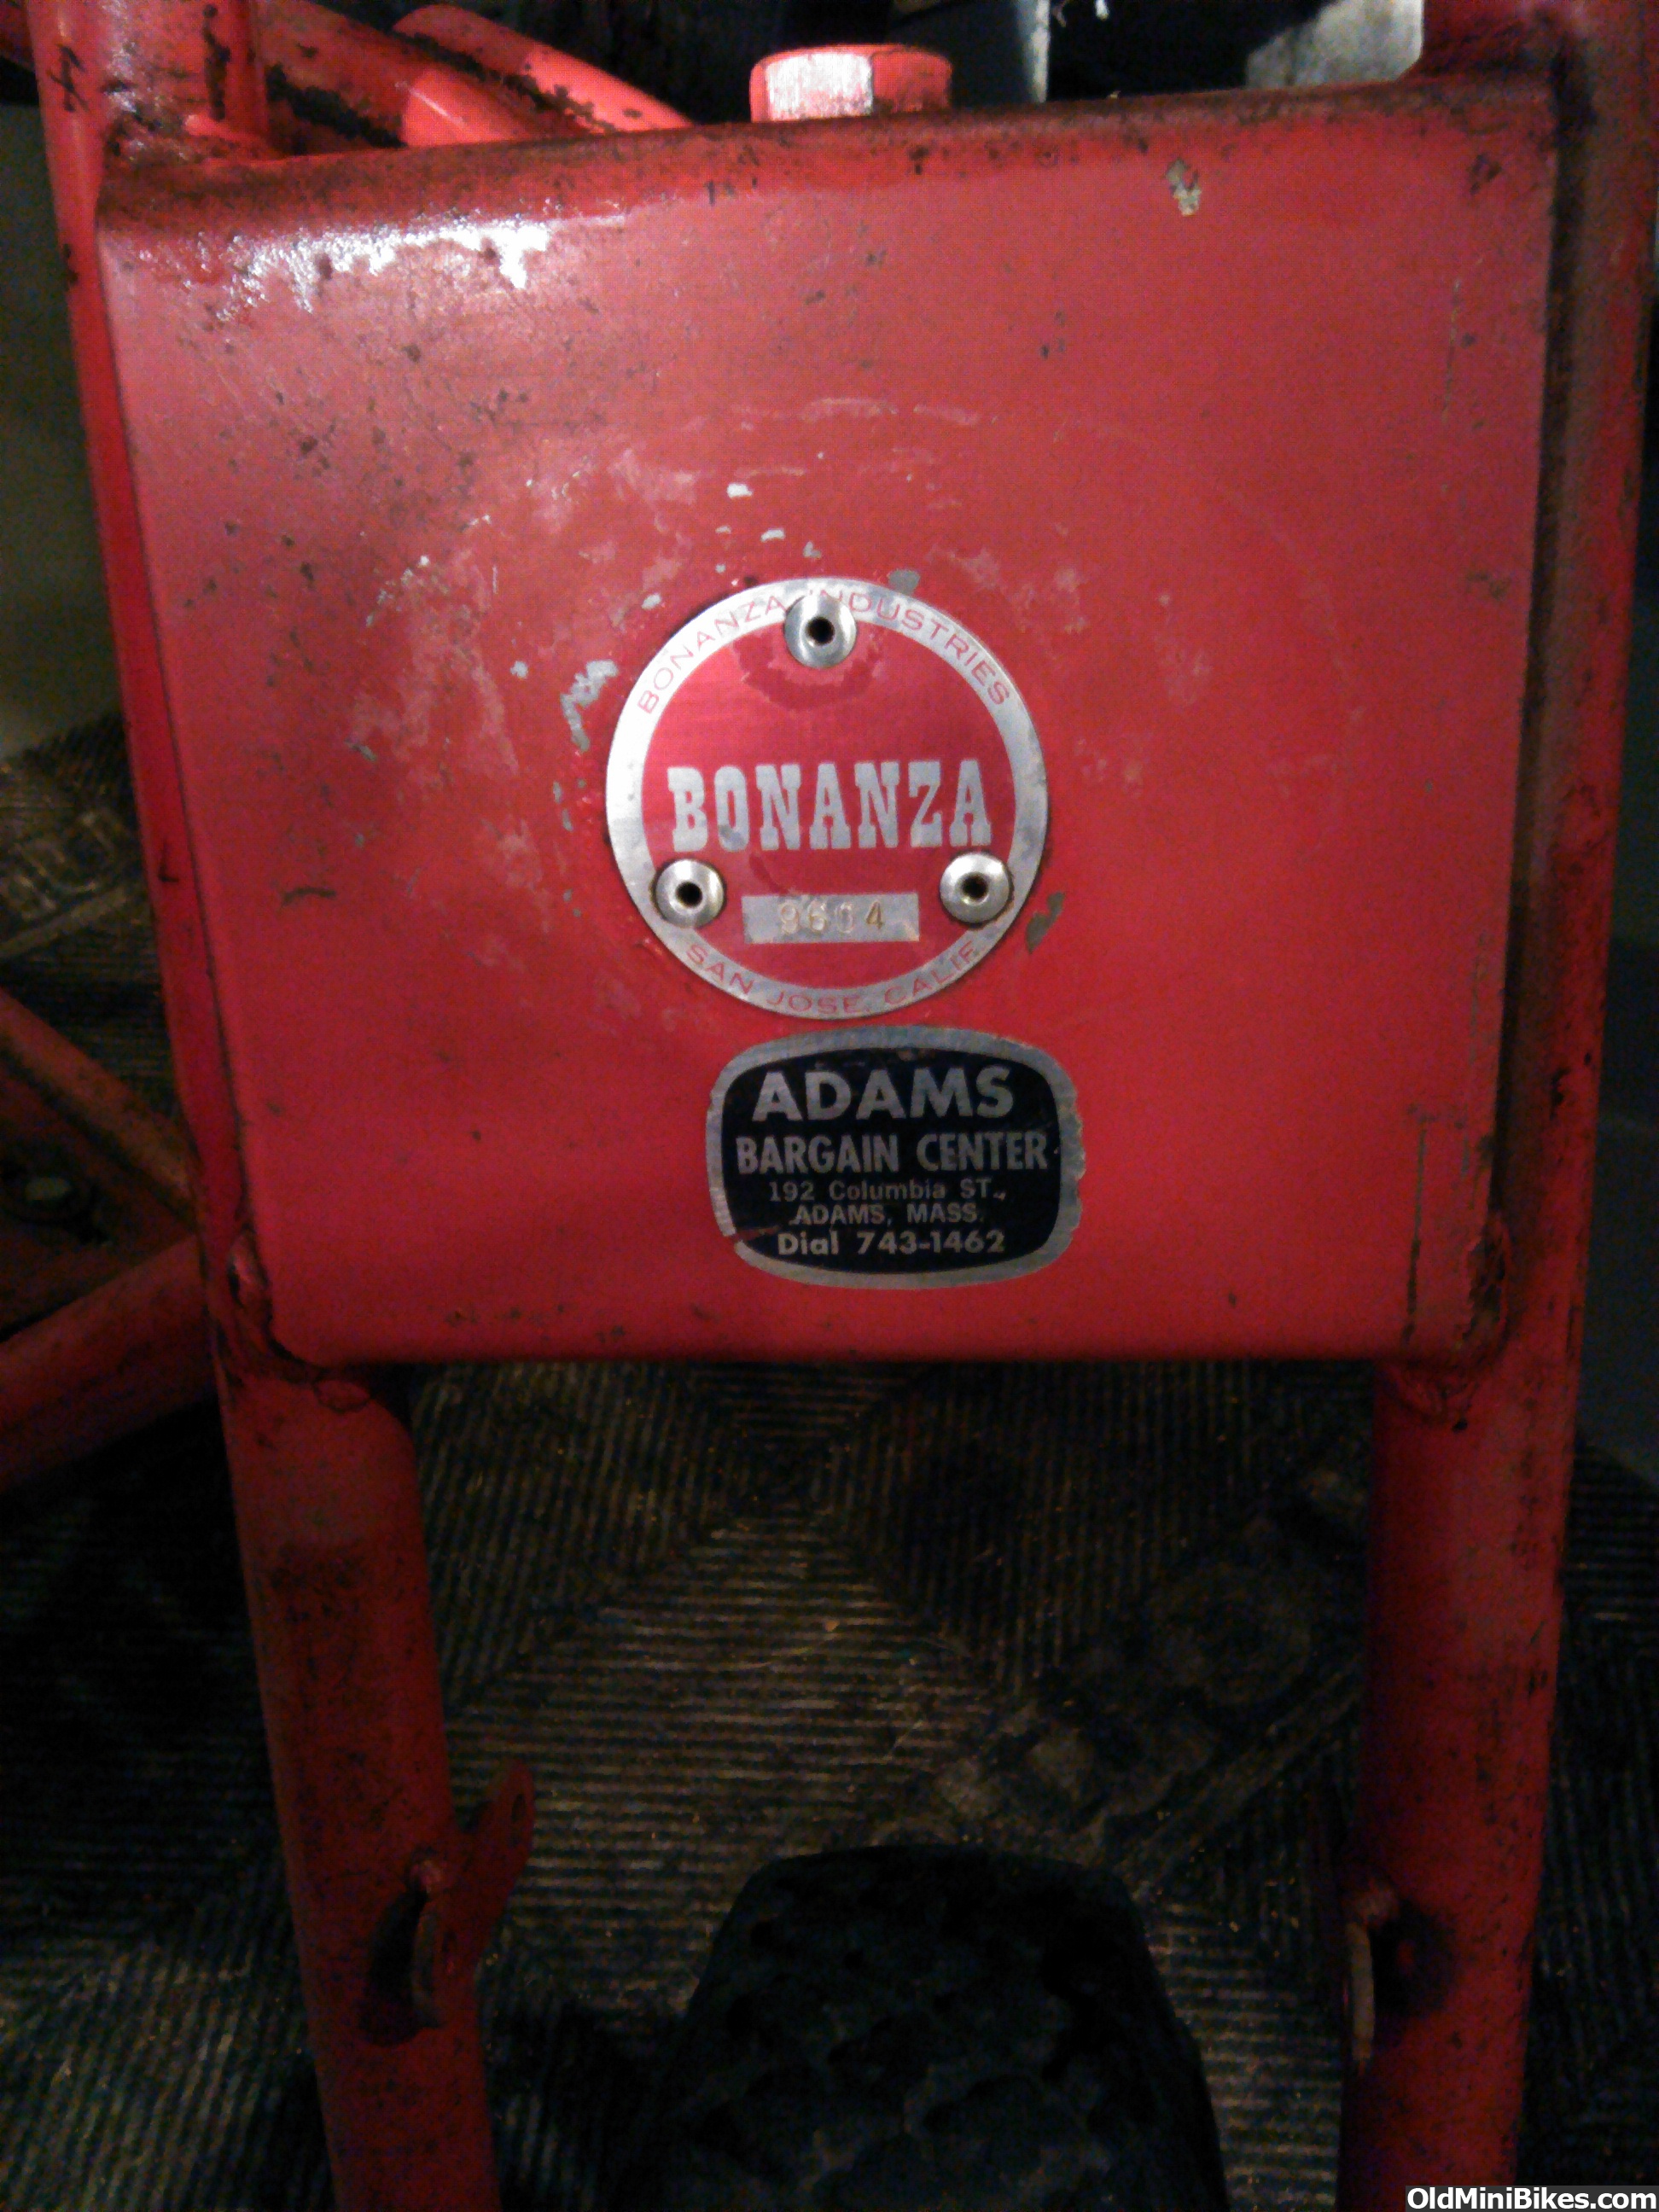 BONANZA INDUSTRIES
BONANZA
9604
SAN JOSE, CALIF.
ADAMS
BARGAIN CENTER
192 Columbia ST.,
ADAMS, MASS.
Dial 743-1462
OldMiniBikes.com